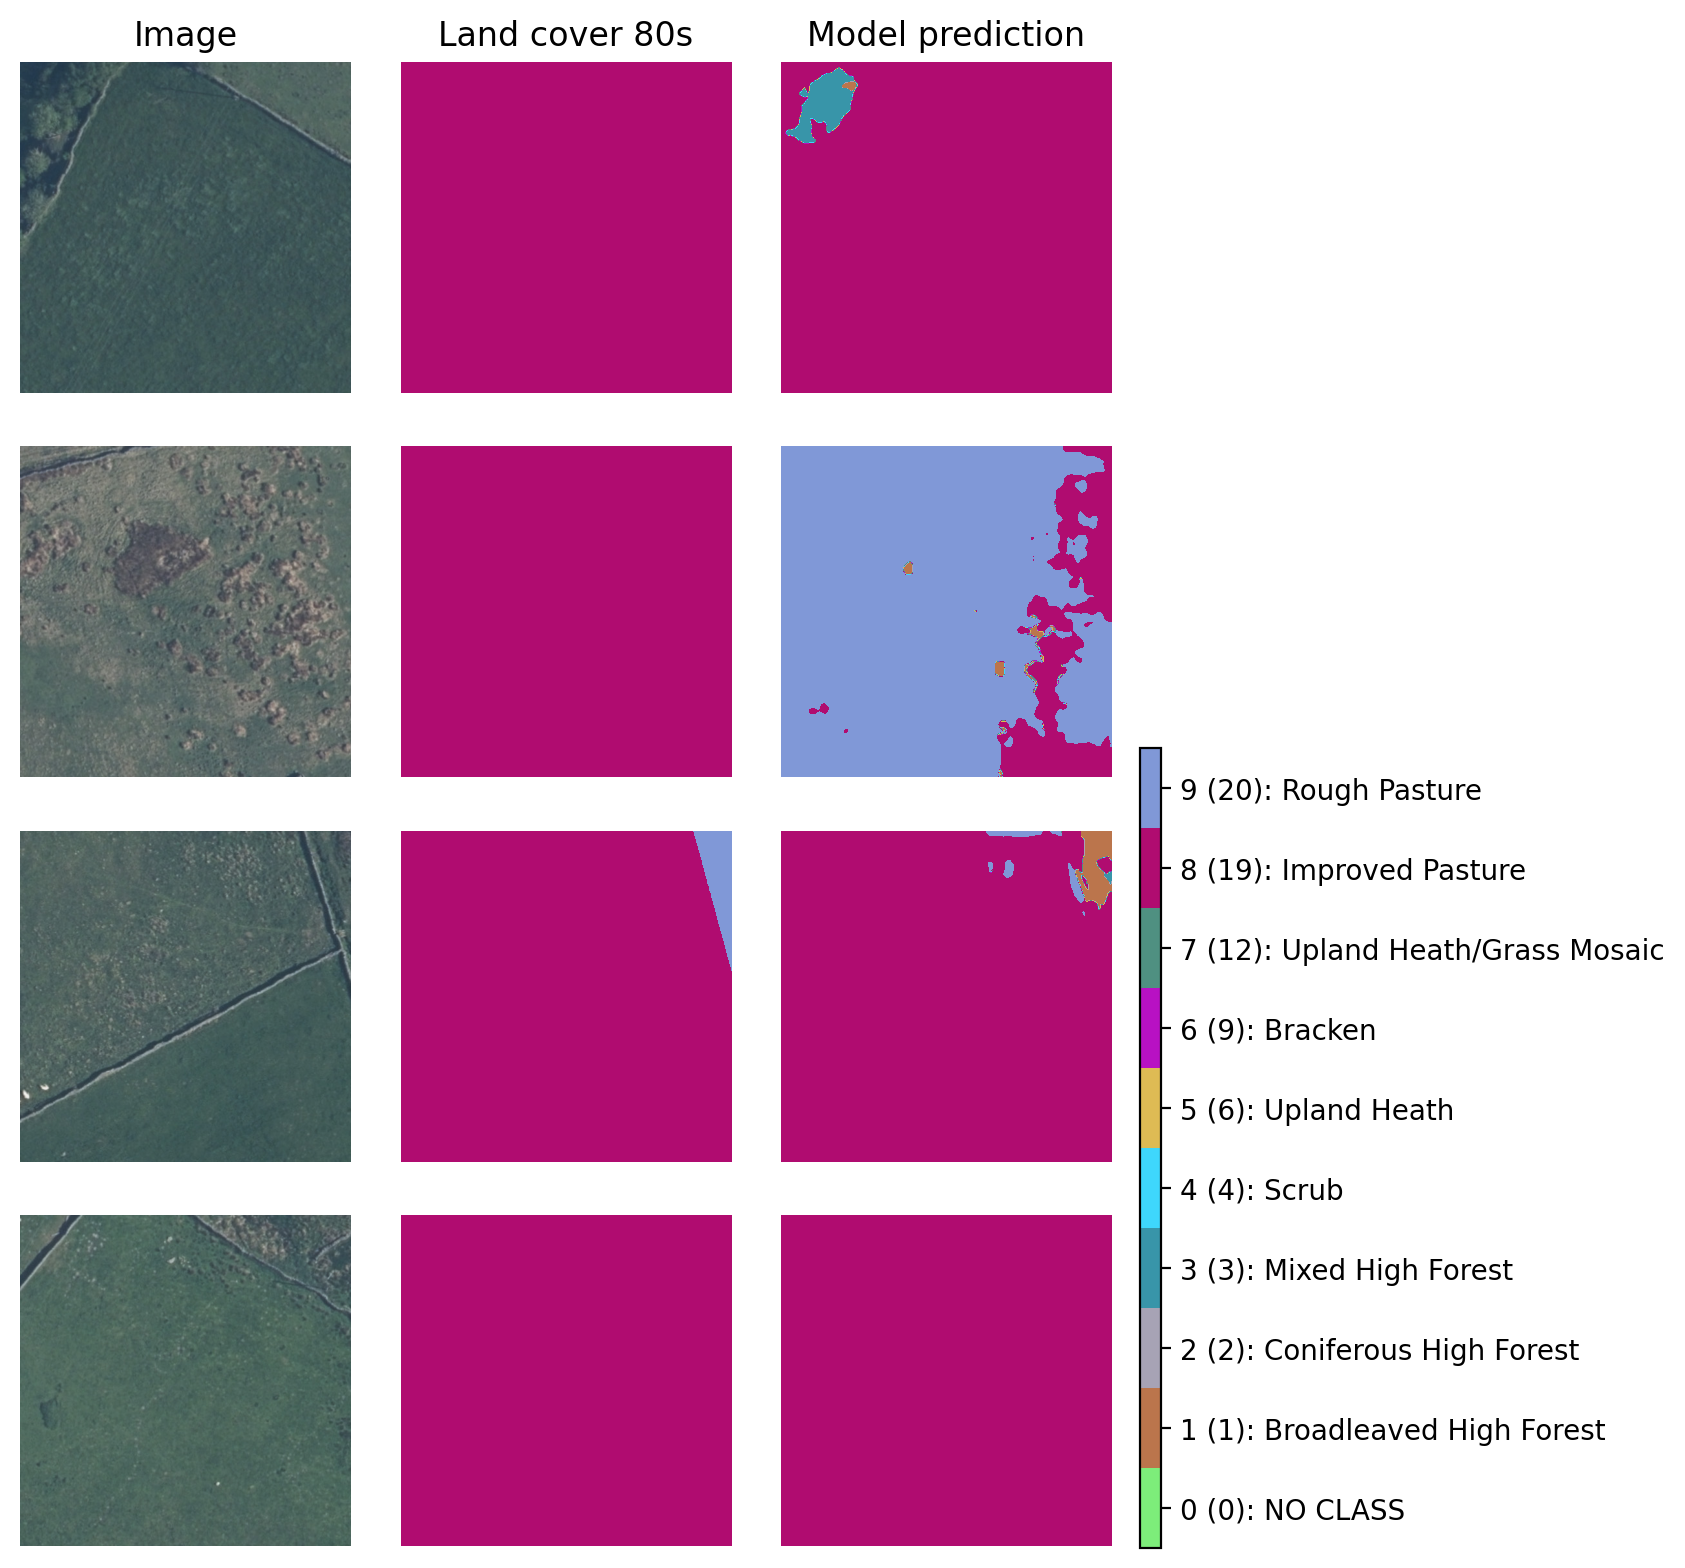 Image
Land cover 80s
Model prediction
9 (20): Rough Pasture
8 (19): Improved Pasture
7 (12): Upland Heath/Grass Mosaic
6 (9): Bracken
5 (6): Upland Heath
4 (4): Scrub
3 (3): Mixed High Forest
2 (2): Coniferous High Forest
1 (1): Broadleaved High Forest
0 (0): NO CLASS